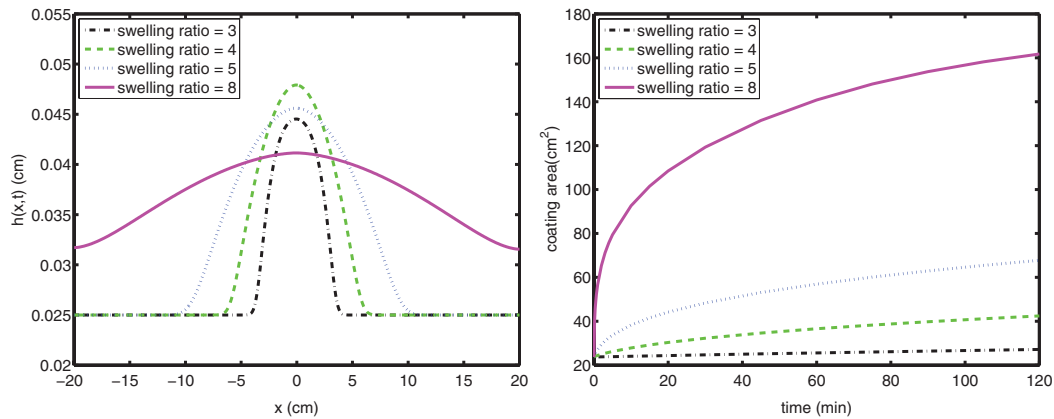 0.055
0.05
0.045
0.04
0.035
0.03
0.025
0.02
h(x,t) (cm)
swelling ratio = 3
swelling ratio = 4
swelling ratio = 5
swelling ratio = 8
−20 −15 −10 −5 0 5 10 15 20
x (cm)
180
160
140
120
100
80
60
40
20
coating area(cm²)
swelling ratio = 3
swelling ratio = 4
swelling ratio = 5
swelling ratio = 8
0 20 40 60 80 100 120
time (min)